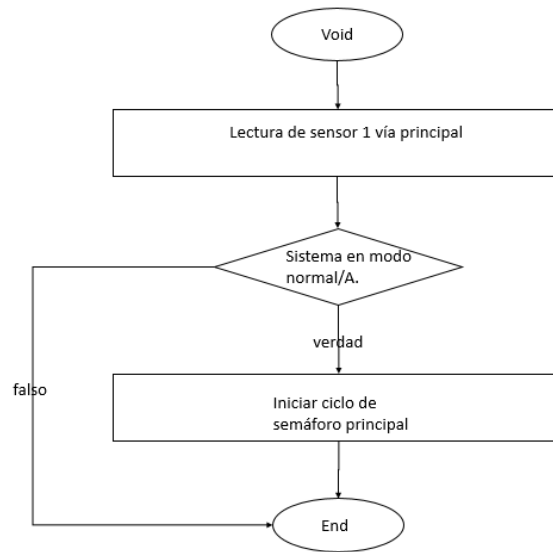 Void
Lectura de sensor 1 vía principal
Sistema en modo
normal/A.
verdad
falso
Iniciar ciclo de
semáforo principal
End